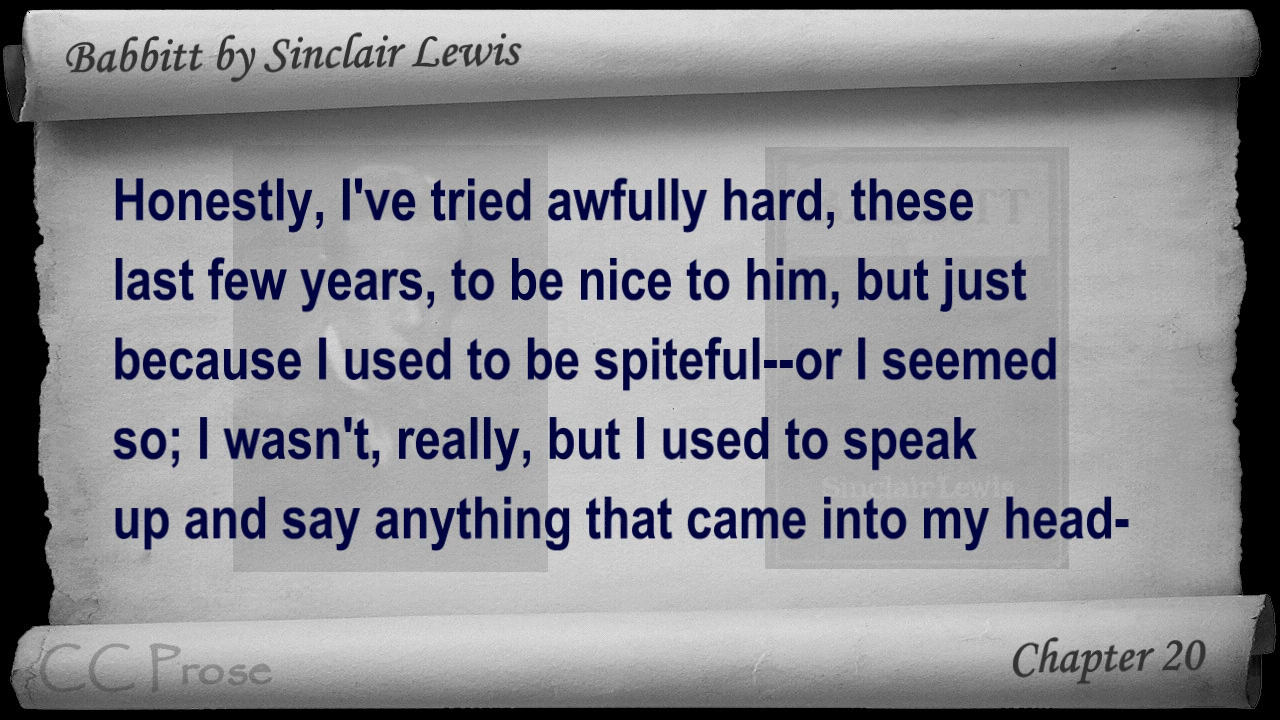 Babbitt by Sinclair Lewis
Honestly, I've tried awfully hard, these
last few years, to be nice to him, but just
because I used to be spiteful--or I seemed
so; I wasn't, really, but I used to speak
up and say anything that came into my head-
Sinclair Lewis
CC Prose
Chapter 20